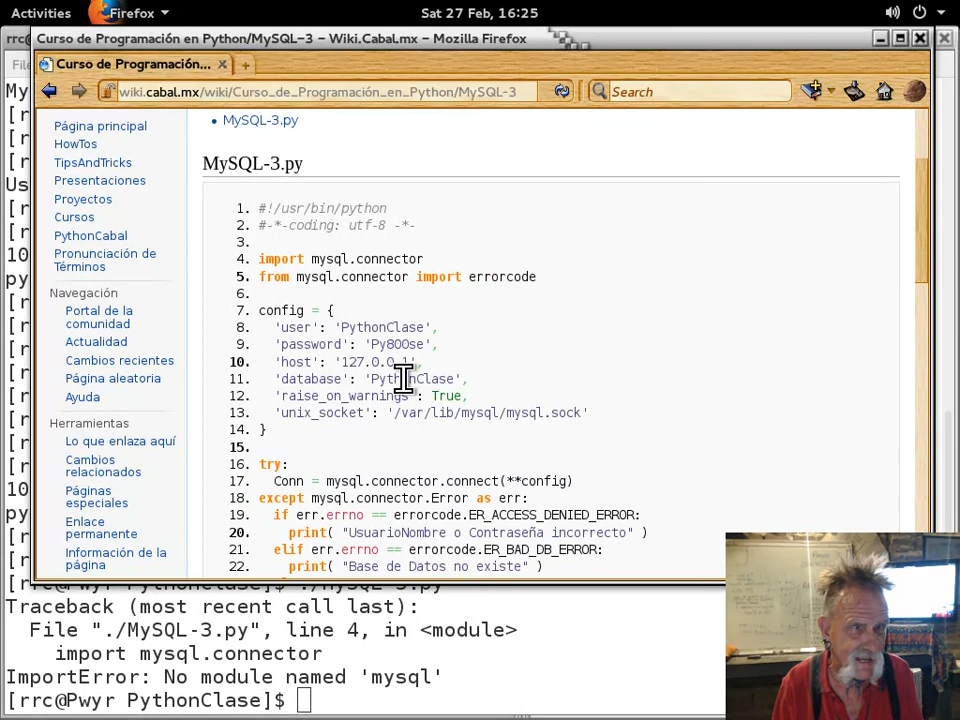 Activities Firefox Sat 27 Feb, 16:25
rrc@
Curso de Programación en Python/MySQL-3 – Wiki.Cabal.mx – Mozilla Firefox
File
Curso de Programación...
wiki.cabal.mx/wiki/Curso_de_Programación_en_Python/MySQL-3
Search
Página principal
HowTos
TipsAndTricks
Presentaciones
Proyectos
Cursos
PythonCabal
Pronunciación de
Términos
Navegación
Portal de la
comunidad
Actualidad
Cambios recientes
Página aleatoria
Ayuda
Herramientas
Lo que enlaza aquí
Cambios
relacionados
Páginas
especiales
Enlace
permanente
Información de la
página
• MySQL-3.py
MySQL-3.py
1. #!/usr/bin/python
2. #-*-coding: utf-8 -*-
3.
4. import mysql.connector
5. from mysql.connector import errorcode
6.
7. config = {
8. 'user': 'PythonClase',
9. 'password': 'Py80Ose',
10. 'host': '127.0.0.1',
11. 'database': 'PythonClase',
12. 'raise_on_warnings': True,
13. 'unix_socket': '/var/lib/mysql/mysql.sock'
14. }
15.
16. try:
17. Conn = mysql.connector.connect(**config)
18. except mysql.connector.Error as err:
19. if err.errno == errorcode.ER_ACCESS_DENIED_ERROR:
20. print( "UsuarioNombre o Contraseña incorrecto" )
21. elif err.errno == errorcode.ER_BAD_DB_ERROR:
22. print( "Base de Datos no existe" )
Traceback (most recent call last):
File "./MySQL-3.py", line 4, in <module>
import mysql.connector
ImportError: No module named 'mysql'
[rrc@Pwyr PythonClase]$